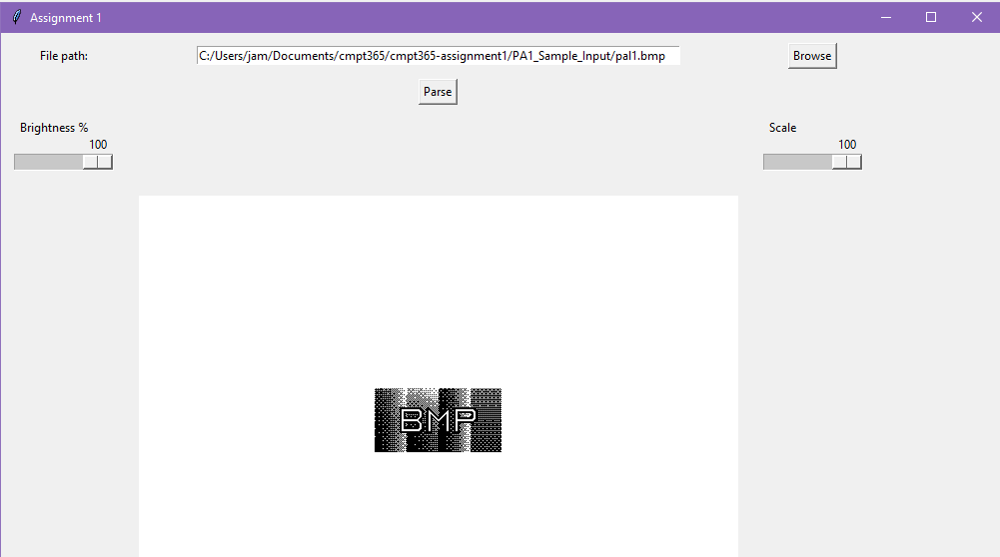 Assignment 1
File path: C:/Users/jam/Documents/cmpt365/cmpt365-assignment1/PA1_Sample_Input/pal1.bmp Browse
Parse
Brightness % Scale
100 100
BMP